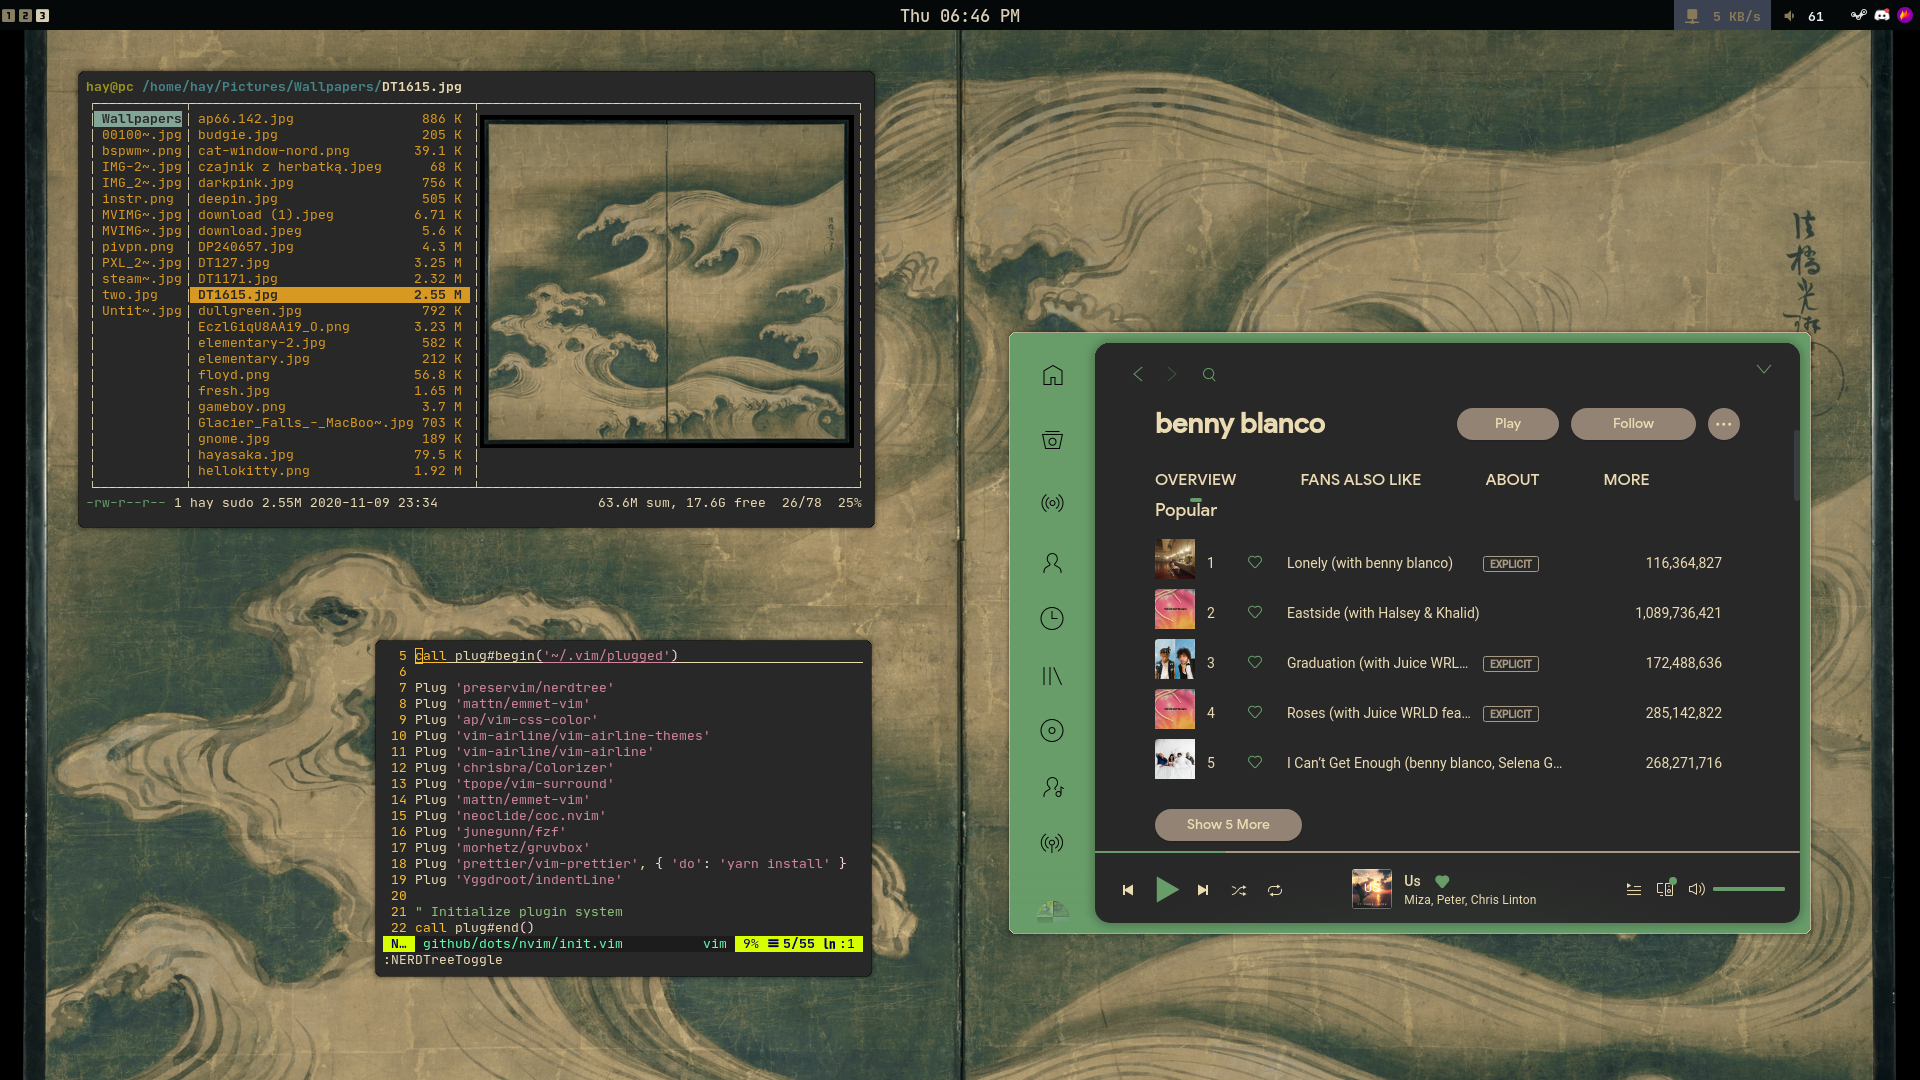 1 2 3
Thu 06:46 PM
5 KB/s
61
hay@pc /home/hay/Pictures/Wallpapers/DT1615.jpg
Wallpapers
00100~.jpg
bspwm~.png
IMG-2~.jpg
IMG_2~.jpg
instr.png
MVIMG~.jpg
MVIMG~.jpg
pivpn.png
PXL_2~.jpg
steam~.jpg
two.jpg
Untit~.jpg
ap66.142.jpg 886 K
budgie.jpg 205 K
cat-window-nord.png 39.1 K
czajnik z herbatką.jpeg 68 K
darkpink.jpg 756 K
deepin.jpg 505 K
download (1).jpeg 6.71 K
download.jpeg 5.6 K
DP240657.jpg 4.3 M
DT127.jpg 3.25 M
DT1171.jpg 2.32 M
DT1615.jpg 2.55 M
dullgreen.jpg 792 K
EczlGiqU8AAi9_O.png 3.23 M
elementary-2.jpg 582 K
elementary.jpg 212 K
floyd.png 56.8 K
fresh.jpg 1.65 M
gameboy.png 3.7 M
Glacier_Falls_-_MacBoo~.jpg 703 K
gnome.jpg 189 K
hayasaka.jpg 79.5 K
hellokitty.png 1.92 M
-rw-r--r-- 1 hay sudo 2.55M 2020-11-09 23:34 63.6M sum, 17.6G free 26/78 25%
5 call plug#begin('~/.vim/plugged')
6
7 Plug 'preservim/nerdtree'
8 Plug 'mattn/emmet-vim'
9 Plug 'ap/vim-css-color'
10 Plug 'vim-airline/vim-airline-themes'
11 Plug 'vim-airline/vim-airline'
12 Plug 'chrisbra/Colorizer'
13 Plug 'tpope/vim-surround'
14 Plug 'mattn/emmet-vim'
15 Plug 'neoclide/coc.nvim'
16 Plug 'junegunn/fzf'
17 Plug 'morhetz/gruvbox'
18 Plug 'prettier/vim-prettier', { 'do': 'yarn install' }
19 Plug 'Yggdroot/indentLine'
20
21 " Initialize plugin system
22 call plug#end()
N… github/dots/nvim/init.vim vim 9% ☰ 5/55 ㏑:1
:NERDTreeToggle
benny blanco
Play
Follow
OVERVIEW FANS ALSO LIKE ABOUT MORE
Popular
1 Lonely (with benny blanco) EXPLICIT 116,364,827
2 Eastside (with Halsey & Khalid) 1,089,736,421
3 Graduation (with Juice WRL... EXPLICIT 172,488,636
4 Roses (with Juice WRLD fea... EXPLICIT 285,142,822
5 I Can't Get Enough (benny blanco, Selena G... 268,271,716
Show 5 More
Us
Miza, Peter, Chris Linton